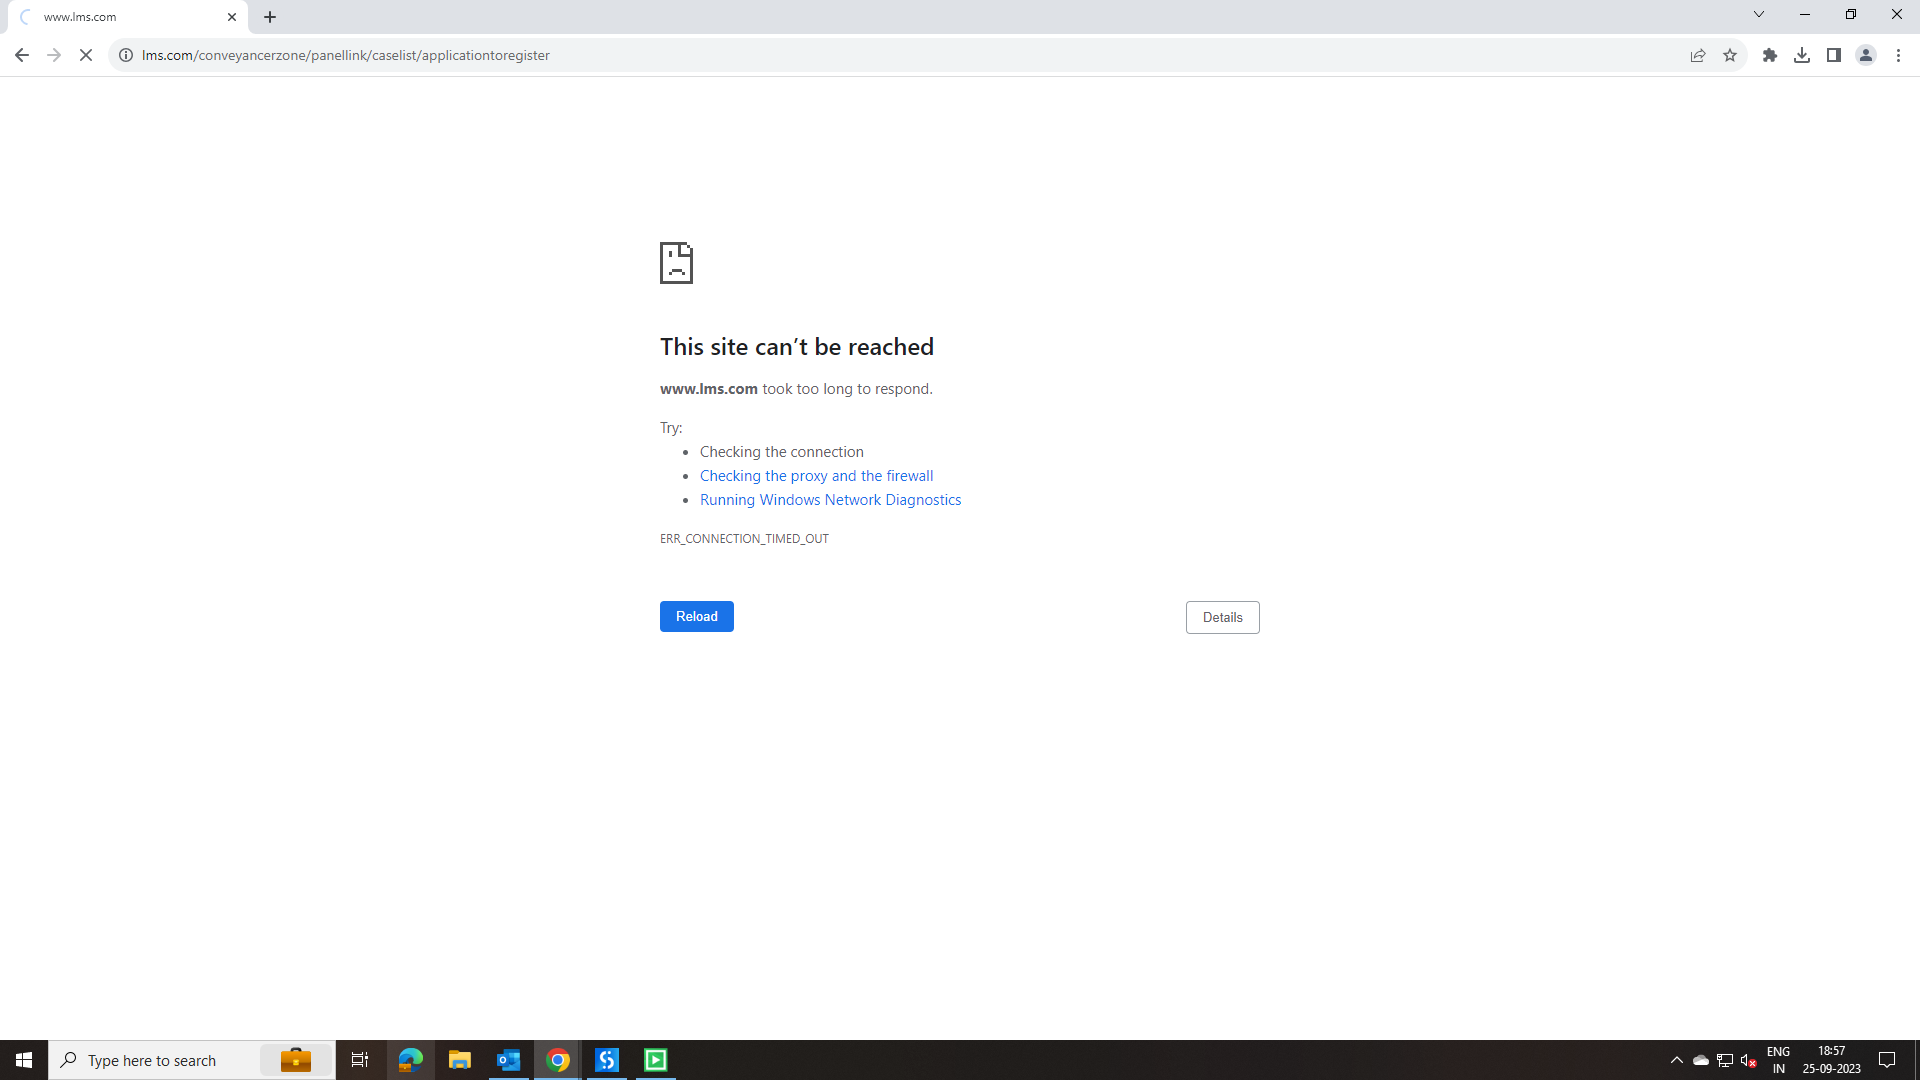 www.lms.com
lms.com/conveyancerzone/panellink/caselist/applicationtoregister
This site can’t be reached
www.lms.com took too long to respond.
Try:
Checking the connection
Checking the proxy and the firewall
Running Windows Network Diagnostics
ERR_CONNECTION_TIMED_OUT
Reload
Details
Type here to search
ENG
IN
18:57
25-09-2023